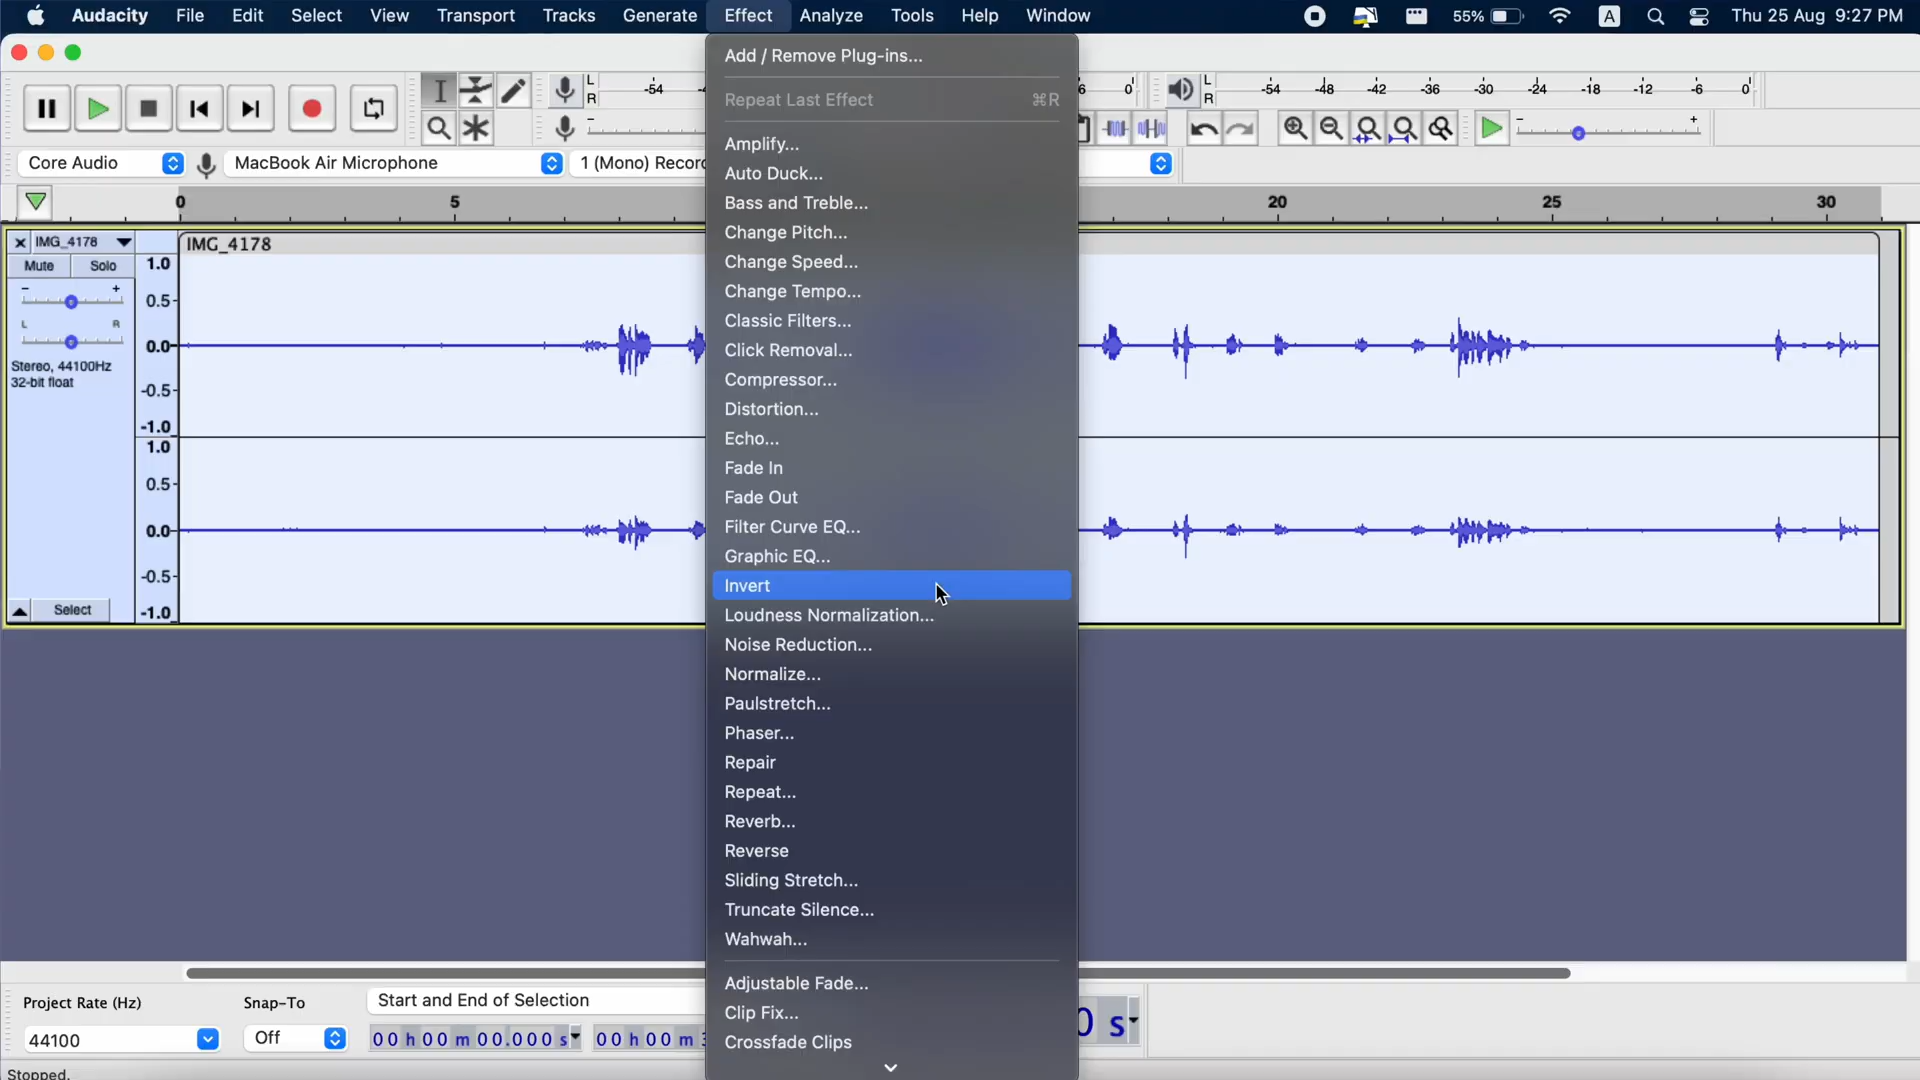 Audacity File Edit Select View Transport Tracks Generate Effect Analyze Tools Help Window 55% A Thu 25 Aug 9:27 PM
Add / Remove Plug-ins...
Repeat Last Effect ⌘R
L
R
-54
0
L
R
-54 -48 -42 -36 -30 -24 -18 -12 -6 0
- +
Core Audio MacBook Air Microphone 1 (Mono) Recor
0 5 20 25 30
IMG_4178
IMG_4178
Mute Solo
- +
L R
Stereo, 44100Hz
32-bit float
Select
1.0
0.5
0.0
-0.5
-1.0
1.0
0.5
0.0
-0.5
-1.0
Amplify...
Auto Duck...
Bass and Treble...
Change Pitch...
Change Speed...
Change Tempo...
Classic Filters...
Click Removal...
Compressor...
Distortion...
Echo...
Fade In
Fade Out
Filter Curve EQ...
Graphic EQ...
Invert
Loudness Normalization...
Noise Reduction...
Normalize...
Paulstretch...
Phaser...
Repair
Repeat...
Reverb...
Reverse
Sliding Stretch...
Truncate Silence...
Wahwah...
Adjustable Fade...
Clip Fix...
Crossfade Clips
Project Rate (Hz) Snap-To Start and End of Selection
44100 Off 00 h 00 m 00.000 s 00 h 00 m 0 s
Stopped.